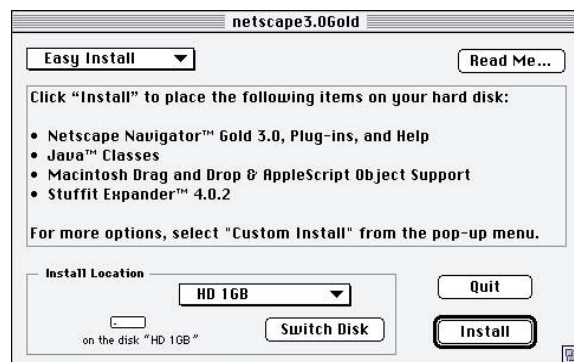 netscape3.0Gold
Easy Install
Read Me...
Click “Install” to place the following items on your hard disk:
• Netscape Navigator™ Gold 3.0, Plug-ins, and Help
• Java™ Classes
• Macintosh Drag and Drop & AppleScript Object Support
• Stuffit Expander™ 4.0.2
For more options, select "Custom Install" from the pop-up menu.
Install Location
HD 1GB
on the disk “HD 1GB”
Switch Disk
Quit
Install